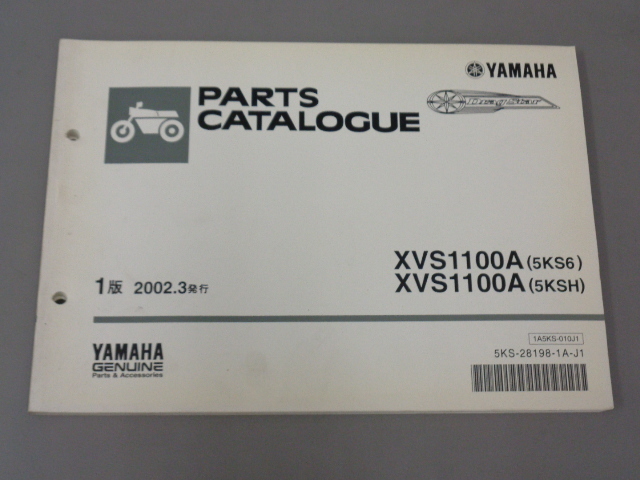 YAMAHA
DragStar
PARTS
CATALOGUE
XVS1100A (5KS6)
XVS1100A (5KSH)
1版 2002.3発行
1A5KS-010J1
5KS-28198-1A-J1
YAMAHA
GENUINE
Parts & Accessories